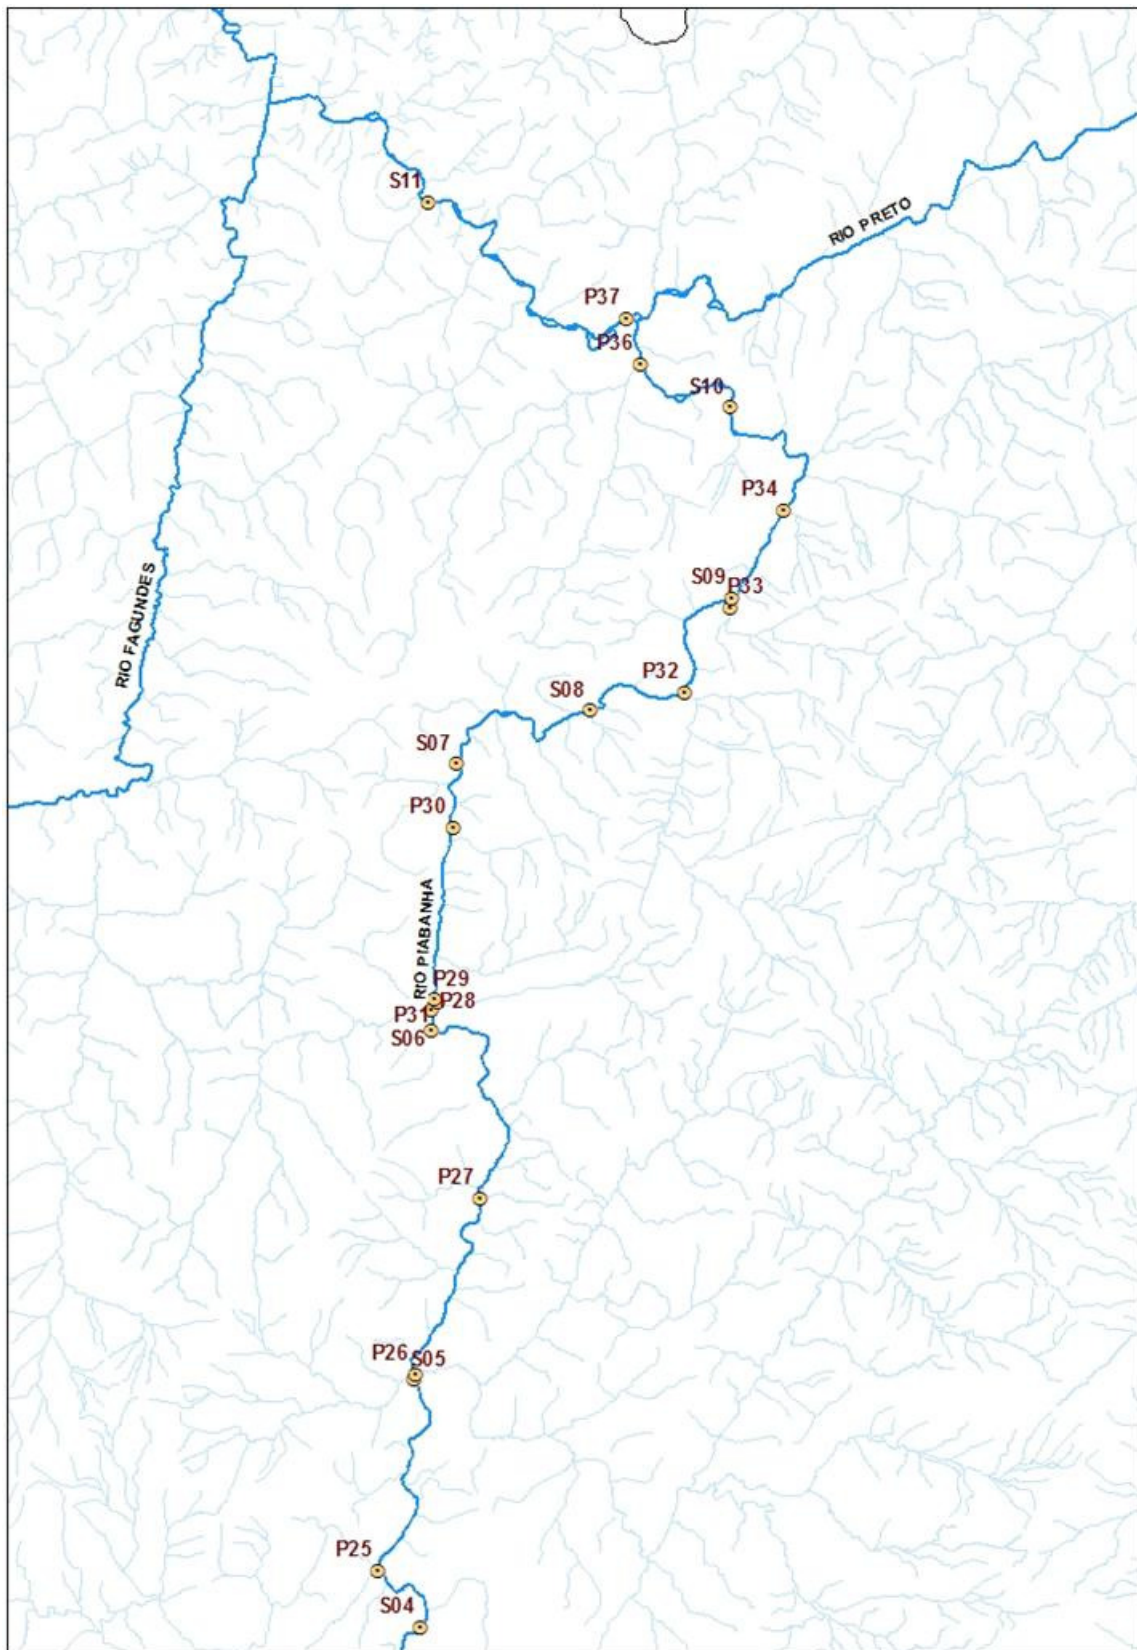 S11
RIO PRETO
P37
P36
S10
P34
S09
P33
RIO FAGUNDES
P32
S08
S07
P30
RIO PIABANHA
P29
P28
P31
S06
P27
P26
S05
P25
S04